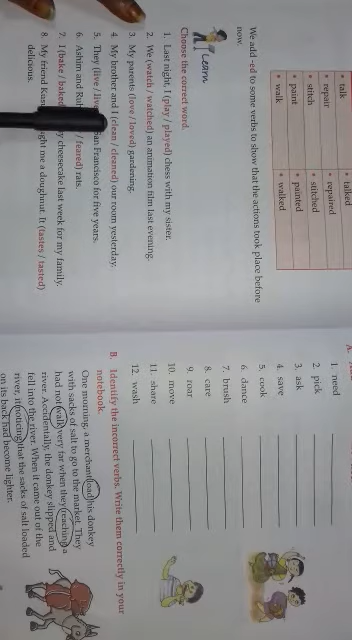 • talk • talked
• repair • repaired
• stitch • stitched
• paint • painted
• walk • walked
We add -ed to some verbs to show that the actions took place before
now.
Learn
Choose the correct word.
1. Last night, I (play / played) chess with my sister.
2. We (watch / watched) an animation film last evening.
3. My parents (love / loved) gardening.
4. My brother and I (clean / cleaned) our room yesterday.
5. They (live / San Francisco for five years.
6. Ashim and / feared) rats.
7. I (bake / baked) cheesecake last week for my family.
8. My friend me a doughnut. It (tastes / tasted)
delicious.
A.
1. need
2. pick
3. ask
4. save
5. cook
6. dance
7. brush
8. care
9. roar
10. move
11. share
12. wash
B. Identify the incorrect verbs. Write them correctly in your
notebook.
One morning, a merchant load his donkey
with sacks of salt to go to the market. They
had not walk very far when they reaching a
river. Accidentally, the donkey slipped and
fell into the river. When it came out of the
river, it noticing that the sacks of salt loaded
on its back had become lighter.